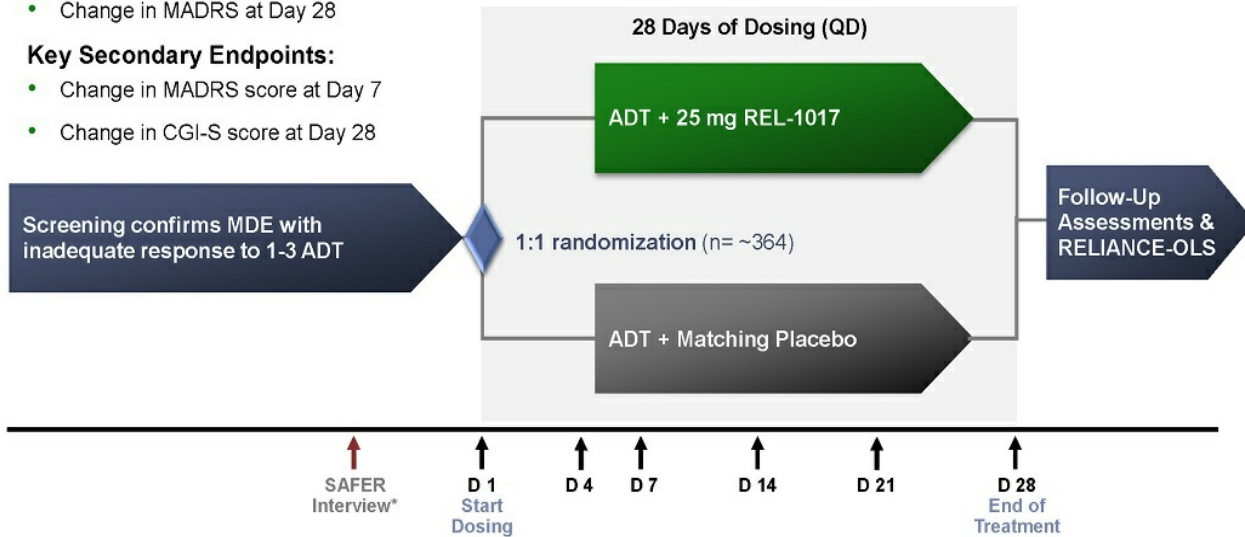 • Change in MADRS at Day 28
Key Secondary Endpoints:
• Change in MADRS score at Day 7
• Change in CGI-S score at Day 28
28 Days of Dosing (QD)
ADT + 25 mg REL-1017
Screening confirms MDE with
inadequate response to 1-3 ADT
1:1 randomization (n= ~364)
ADT + Matching Placebo
Follow-Up
Assessments &
RELIANCE-OLS
SAFER
Interview*
D 1
Start
Dosing
D 4
D 7
D 14
D 21
D 28
End of
Treatment